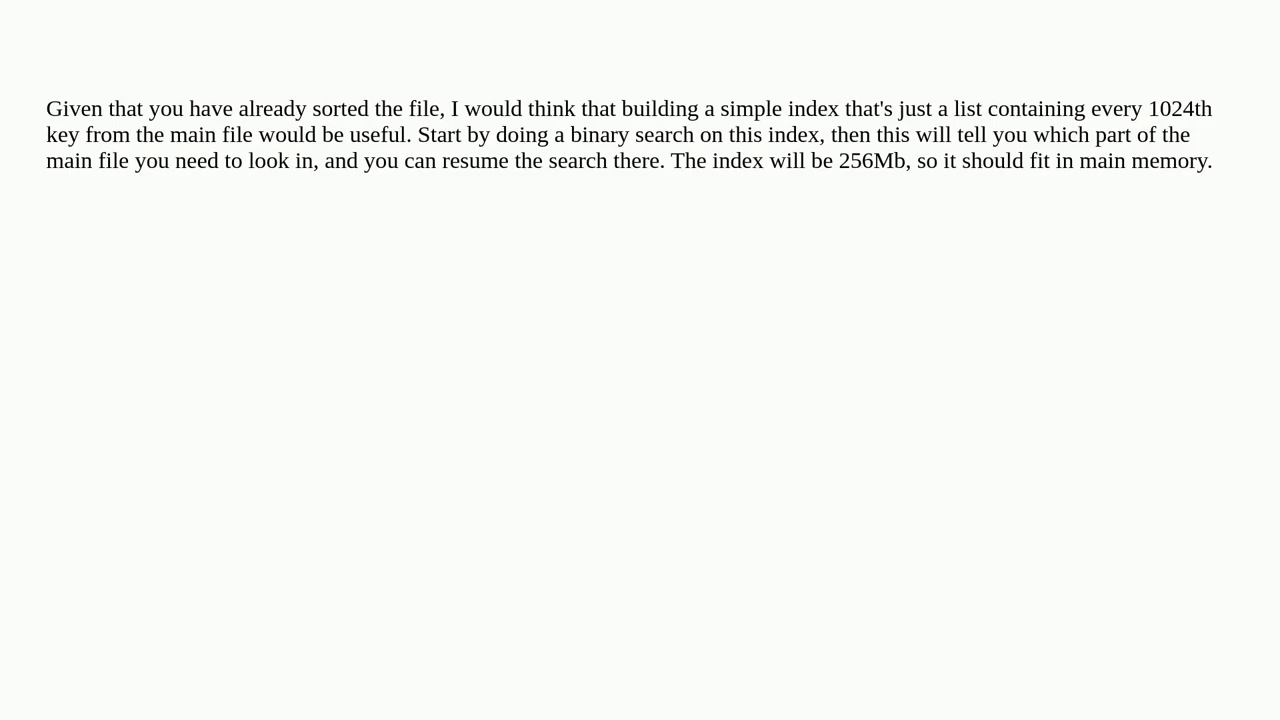 Given that you have already sorted the file, I would think that building a simple index that's just a list containing every 1024th
key from the main file would be useful. Start by doing a binary search on this index, then this will tell you which part of the
main file you need to look in, and you can resume the search there. The index will be 256Mb, so it should fit in main memory.